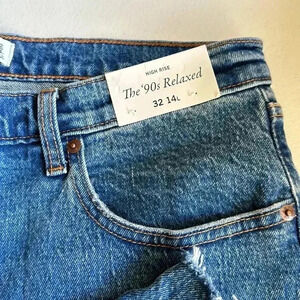 HIGH RISE
The '90s Relaxed
32 14L